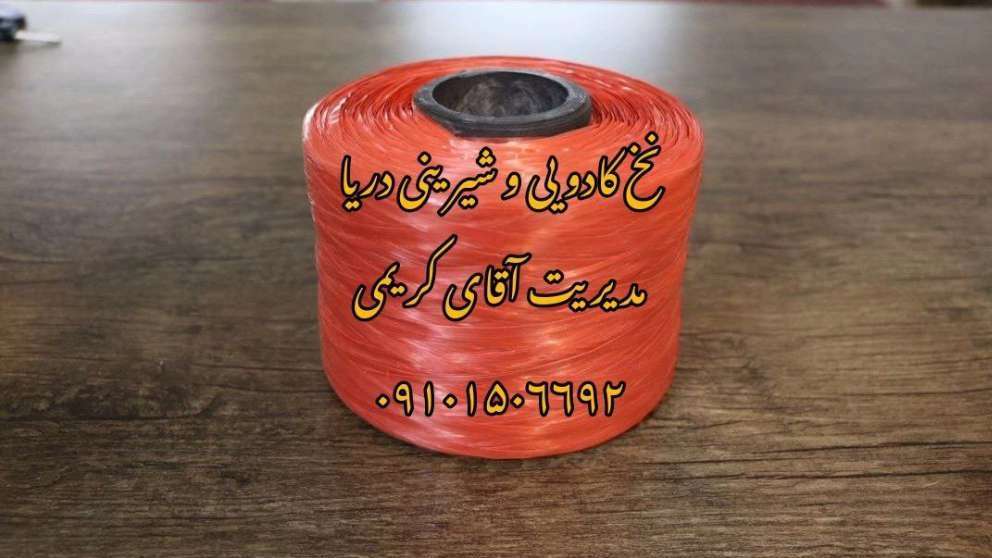 نخ کادویی و شیرینی دریا
مدیریت آقای کریمی
۰۹۱۰۱۵۰۶۶۹۲